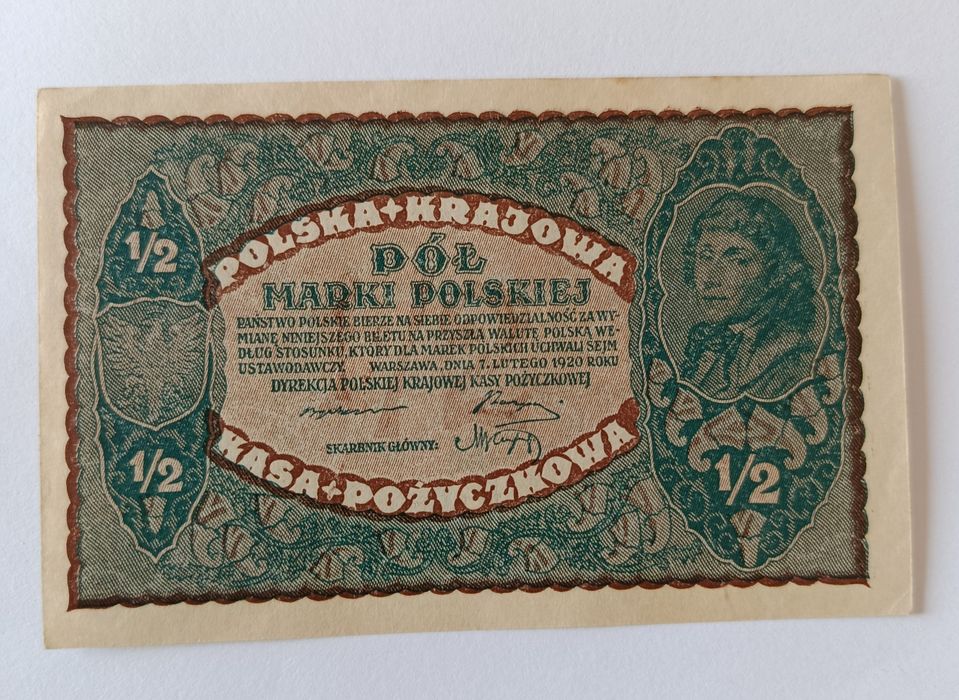 POLSKA + KRAJOWA
PÓŁ
MARKI POLSKIEJ
PAŃSTWO POLSKIE BIERZE NA SIEBIE ODPOWIEDZIALNOŚĆ ZA WY-
MIANĘ NINIEJSZEGO BILETU NA PRZYSZŁĄ WALUTĘ POLSKĄ WE-
DŁUG STOSUNKU, KTÓRY DLA MAREK POLSKICH UCHWALI SEJM
USTAWODAWCZY. WARSZAWA, DNIA 7. LUTEGO 1920 ROKU
DYREKCJA POLSKIEJ KRAJOWEJ KASY POŻYCZKOWEJ
SKARBNIK GŁÓWNY:
KASA + POŻYCZKOWA
1/2
1/2
1/2